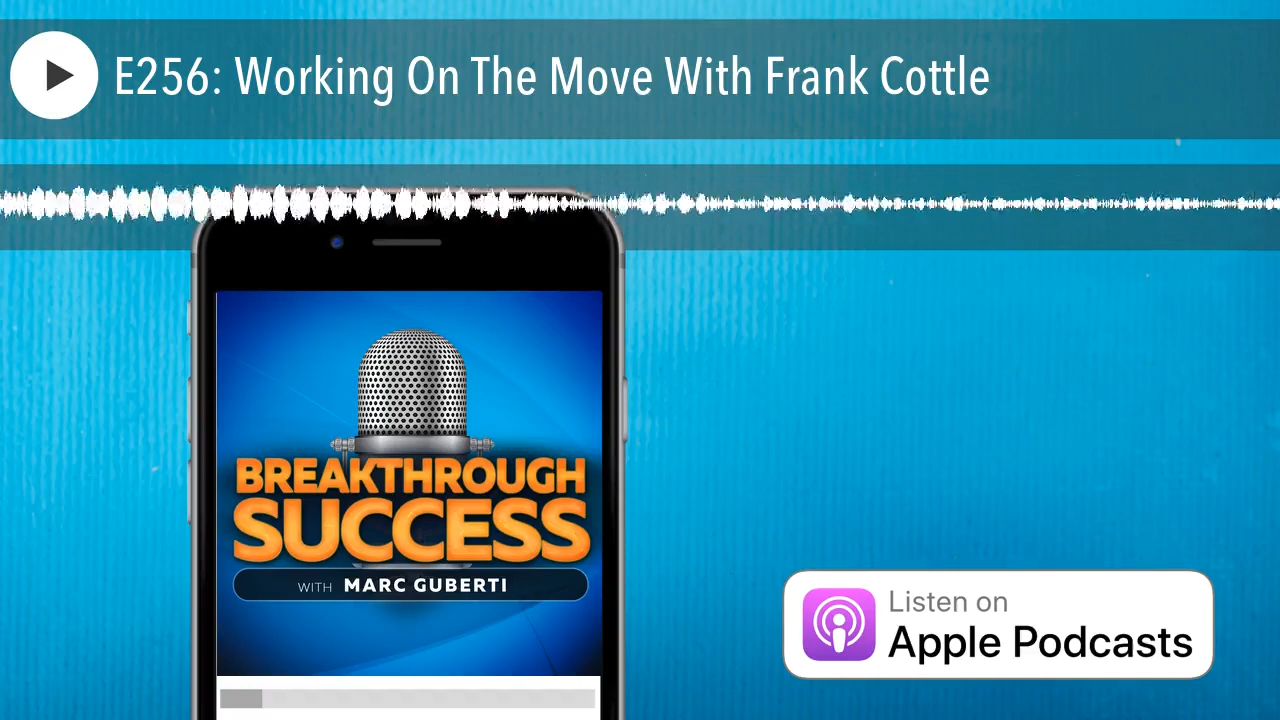 E256: Working On The Move With Frank Cottle
BREAKTHROUGH
SUCCESS
WITH MARC GUBERTI
Listen on
Apple Podcasts